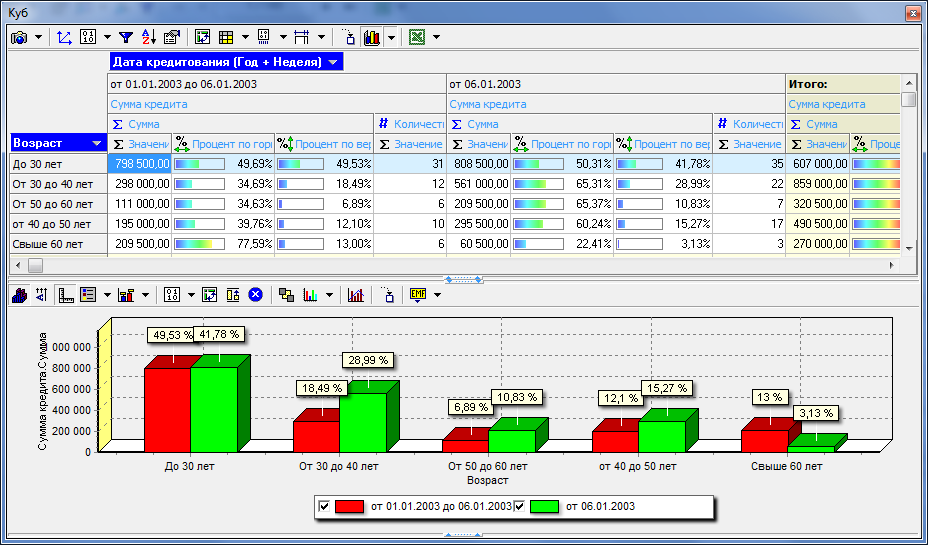 Куб
Дата кредитования (Год + Неделя)
от 01.01.2003 до 06.01.2003 от 06.01.2003 Итого:
Сумма кредита Сумма кредита Сумма кредита
Σ Сумма # Количеств Σ Сумма # Количеств Σ Сумма
Возраст Σ Значени % Процент по гори % Процент по вер Σ Значение Σ Значени % Процент по гори % Процент по вер Σ Значение Σ Значени % Проце
До 30 лет 798 500,00 49,69% 49,53% 31 808 500,00 50,31% 41,78% 35 607 000,00
От 30 до 40 лет 298 000,00 34,69% 18,49% 12 561 000,00 65,31% 28,99% 22 859 000,00
От 50 до 60 лет 111 000,00 34,63% 6,89% 6 209 500,00 65,37% 10,83% 7 320 500,00
от 40 до 50 лет 195 000,00 39,76% 12,10% 10 295 500,00 60,24% 15,27% 17 490 500,00
Свыше 60 лет 209 500,00 77,59% 13,00% 6 60 500,00 22,41% 3,13% 3 270 000,00
EMF
Сумма кредита.Сумма
000 000
800 000
600 000
400 000
200 000
0
49,53 % 41,78 %
18,49 % 28,99 %
6,89 % 10,83 %
12,1 % 15,27 %
13 % 3,13 %
До 30 лет От 30 до 40 лет От 50 до 60 лет от 40 до 50 лет Свыше 60 лет
Возраст
от 01.01.2003 до 06.01.2003 от 06.01.2003